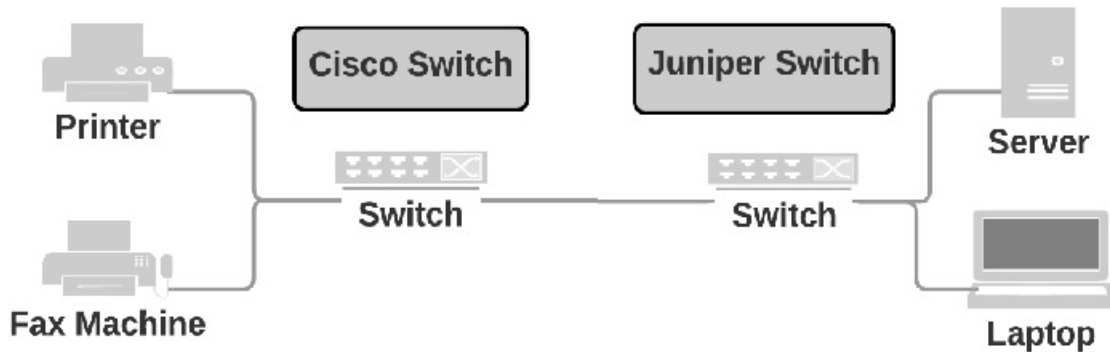 Cisco Switch
Juniper Switch
Printer
Server
Switch
Switch
Fax Machine
Laptop